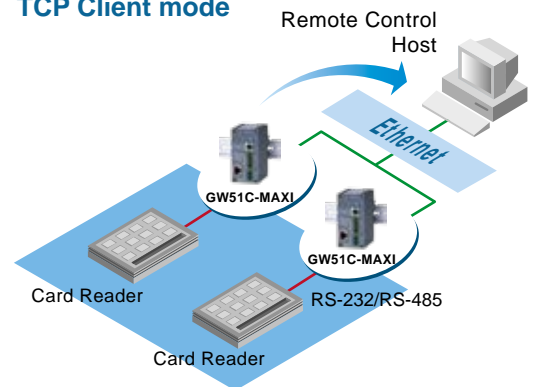 TCP Client mode
Remote Control
Host
Ethernet
GW51C-MAXI
GW51C-MAXI
Card Reader
RS-232/RS-485
Card Reader